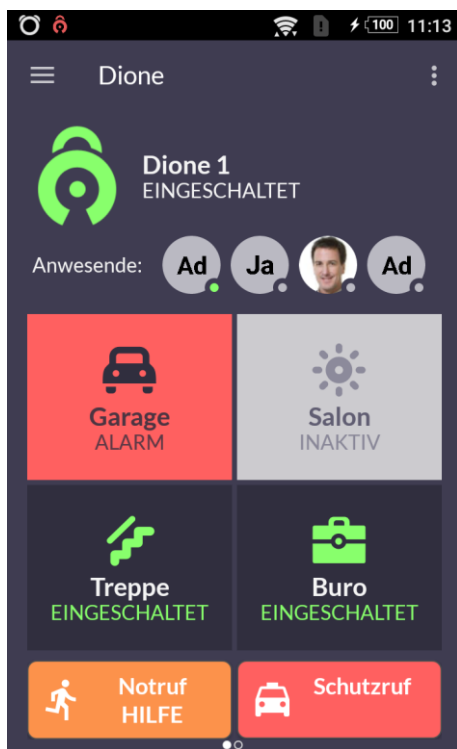 100 11:13
Dione
Dione 1
EINGESCHALTET
Anwesende: Ad Ja Ad
Garage
ALARM
Salon
INAKTIV
Treppe
EINGESCHALTET
Buro
EINGESCHALTET
Notruf
HILFE
Schutzruf